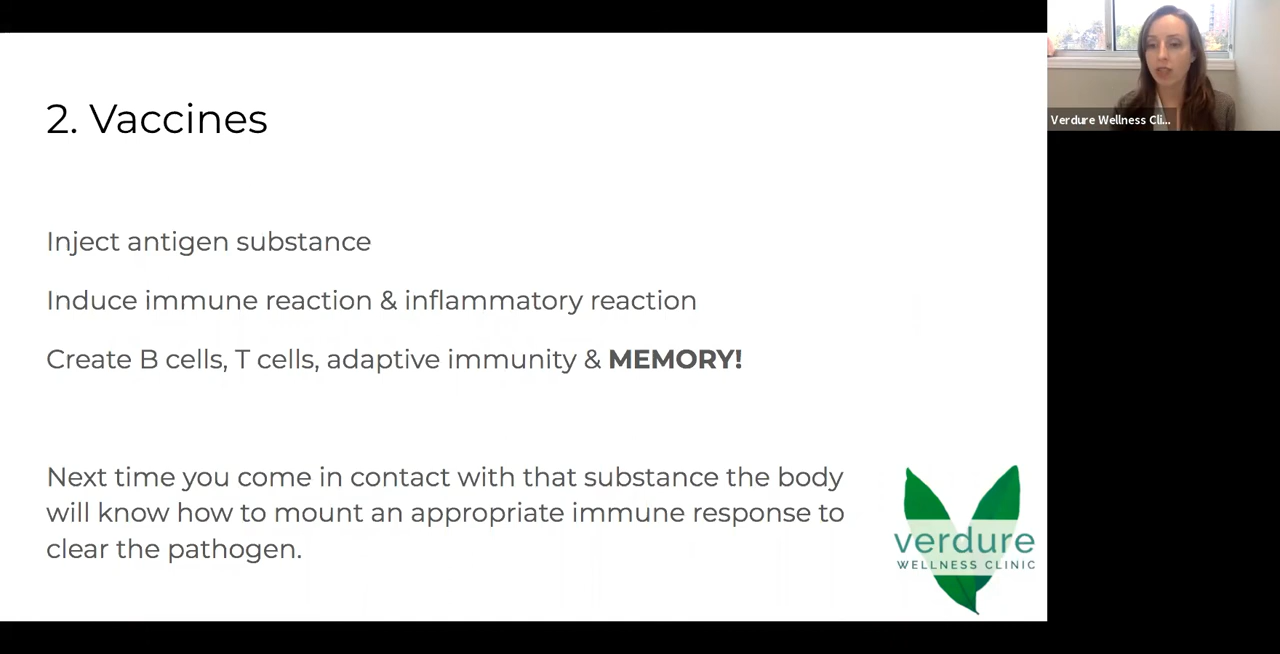 2. Vaccines
Inject antigen substance
Induce immune reaction & inflammatory reaction
Create B cells, T cells, adaptive immunity & MEMORY!
Next time you come in contact with that substance the body
will know how to mount an appropriate immune response to
clear the pathogen.
verdure
WELLNESS CLINIC
Verdure Wellness Cli...